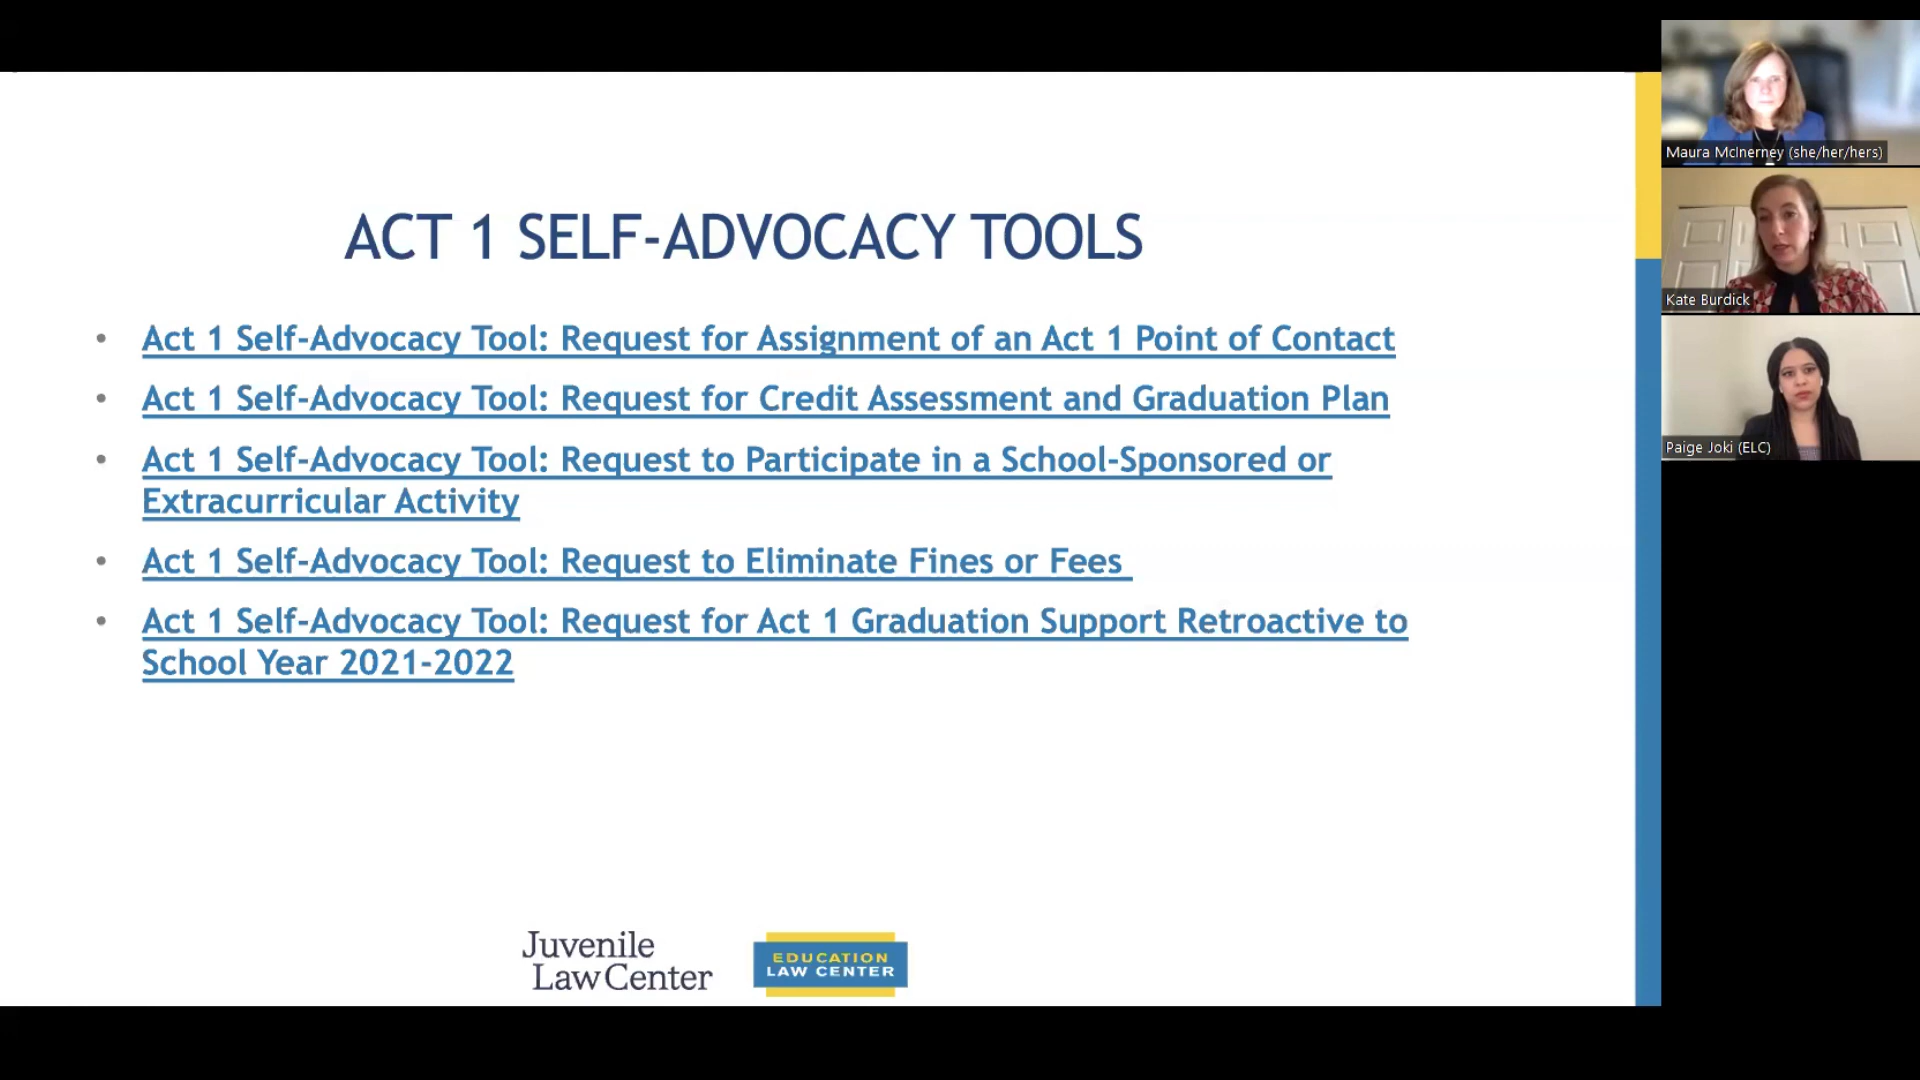 ACT 1 SELF-ADVOCACY TOOLS
• Act 1 Self-Advocacy Tool: Request for Assignment of an Act 1 Point of Contact
• Act 1 Self-Advocacy Tool: Request for Credit Assessment and Graduation Plan
• Act 1 Self-Advocacy Tool: Request to Participate in a School-Sponsored or
Extracurricular Activity
• Act 1 Self-Advocacy Tool: Request to Eliminate Fines or Fees
• Act 1 Self-Advocacy Tool: Request for Act 1 Graduation Support Retroactive to
School Year 2021-2022
Juvenile
Law Center
EDUCATION
LAW CENTER
Maura McInerney (she/her/hers)
Kate Burdick
Paige Joki (ELC)